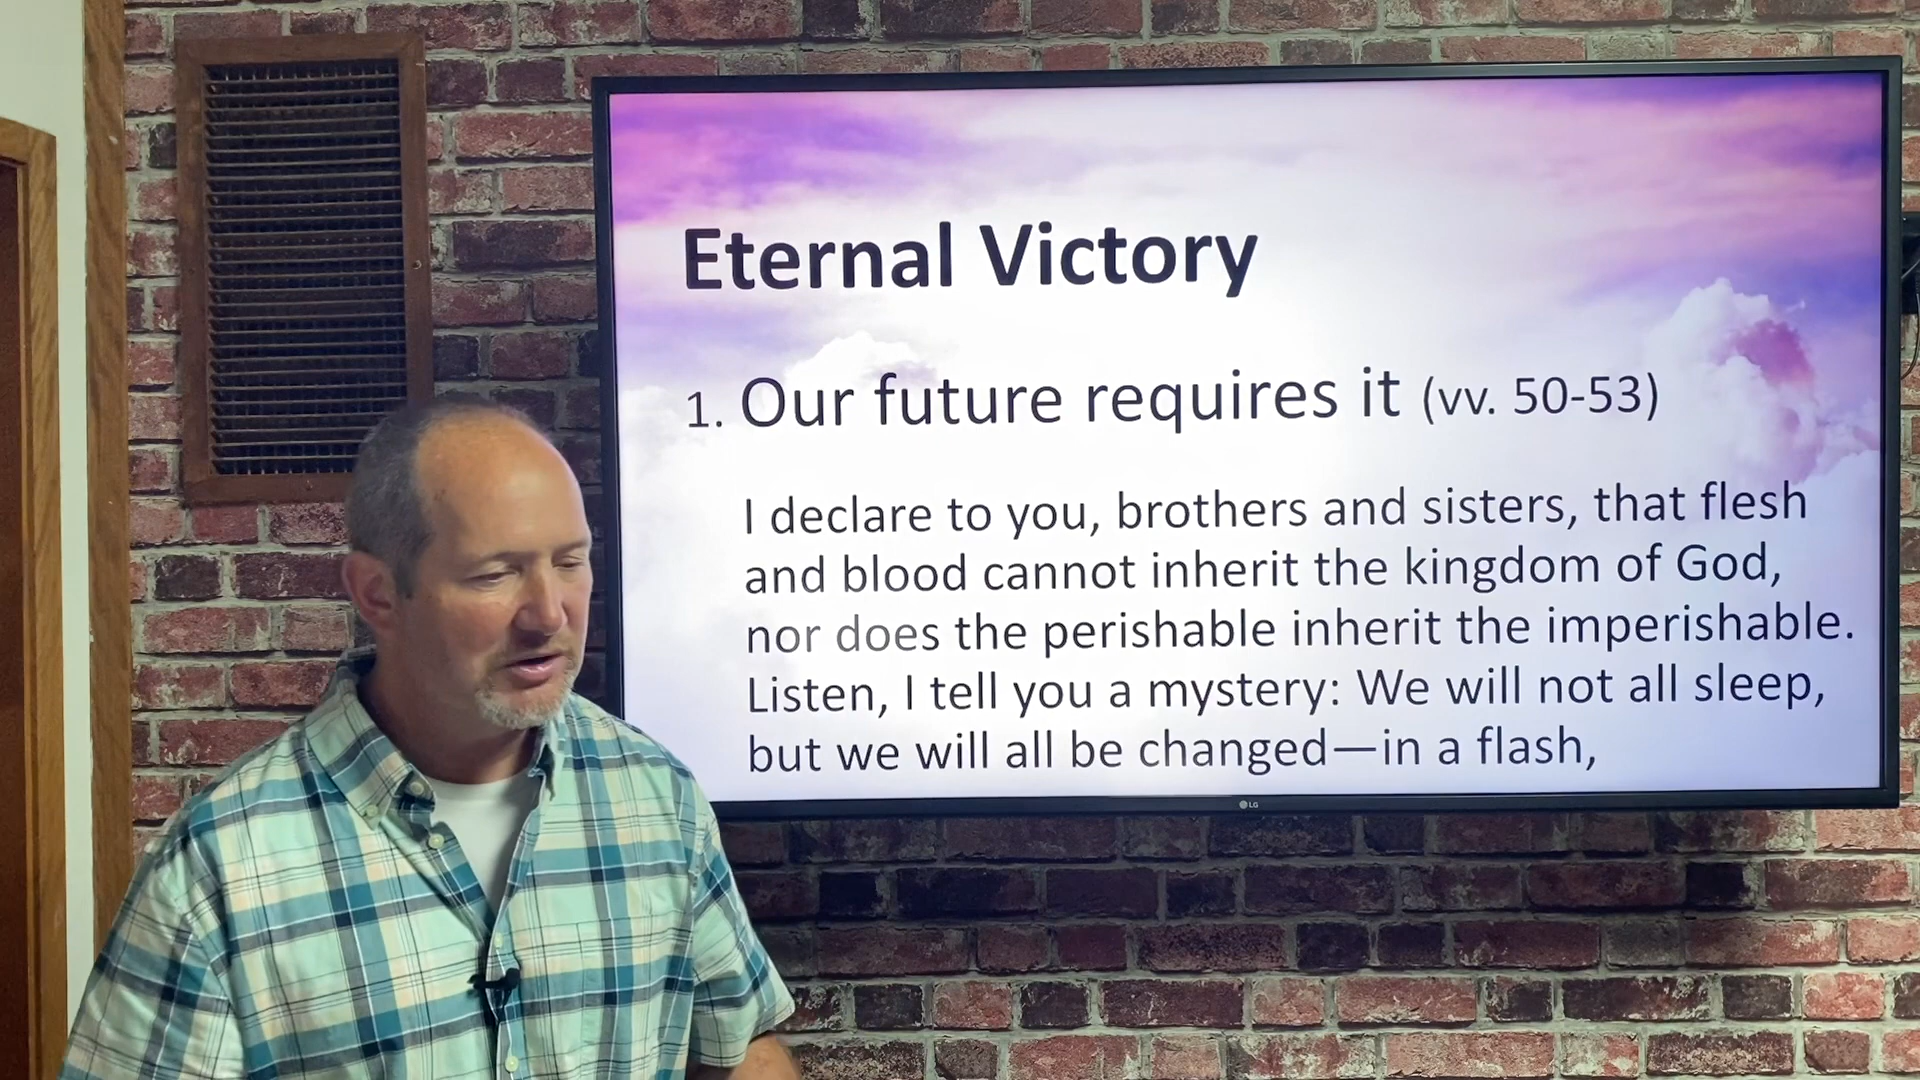 Eternal Victory
1. Our future requires it (vv. 50-53)
I declare to you, brothers and sisters, that flesh
and blood cannot inherit the kingdom of God,
nor does the perishable inherit the imperishable.
Listen, I tell you a mystery: We will not all sleep,
but we will all be changed—in a flash,
LG